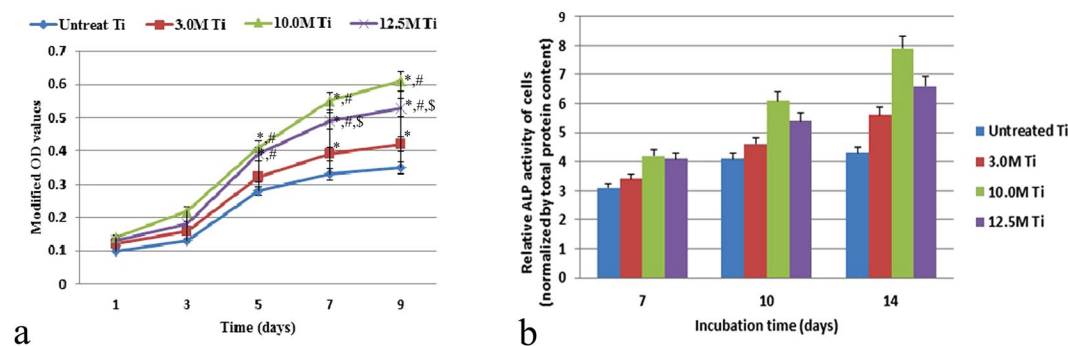 Untreat Ti 3.0M Ti 10.0M Ti 12.5M Ti
0.7
0.6
0.5
0.4
0.3
0.2
0.1
0
Modified OD values
*,#
*,#
*,#
*,#,$
*
*,#
*,#,$
*
1 3 5 7 9
Time (days)
a
9
8
7
6
5
4
3
2
1
0
Relative ALP activity of cells
(normalized by total protein content)
7 10 14
Incubation time (days)
Untreated Ti
3.0M Ti
10.0M Ti
12.5M Ti
b